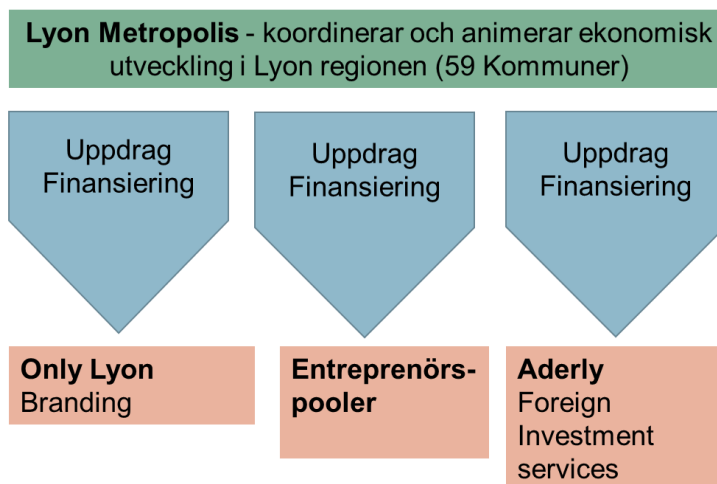 Lyon Metropolis - koordinerar och animerar ekonomisk
utveckling i Lyon regionen (59 Kommuner)
Uppdrag
Finansiering
Uppdrag
Finansiering
Uppdrag
Finansiering
Only Lyon
Branding
Entreprenörs-
pooler
Aderly
Foreign
Investment
services